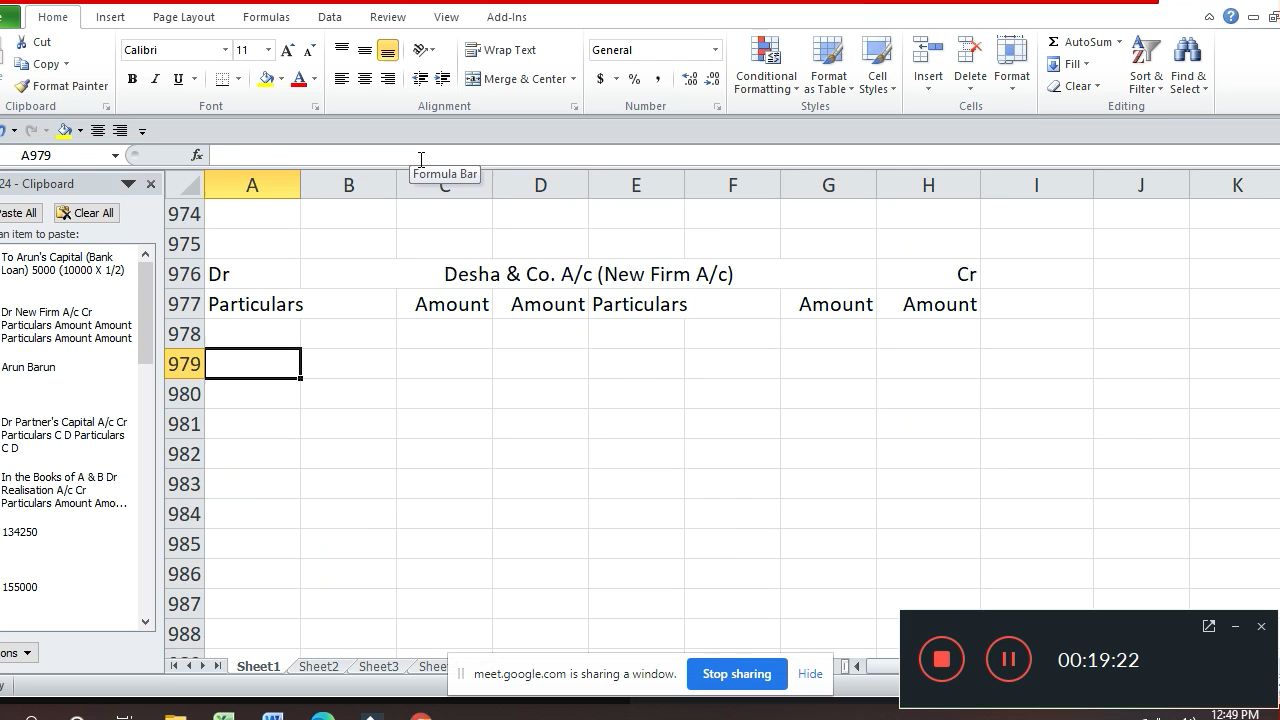 Home Insert Page Layout Formulas Data Review View Add-Ins
Cut
Copy
Format Painter
Clipboard
Calibri 11
B I U
Font
Wrap Text
Merge & Center
Alignment
General
$ % ,
Number
Conditional Formatting
Format as Table
Cell Styles
Styles
Insert Delete Format
Cells
AutoSum
Fill
Clear
Sort & Filter
Find & Select
Editing
A979 fx
Formula Bar
24 - Clipboard
Paste All Clear All
an item to paste:
To Arun's Capital (Bank
Loan) 5000 (10000 X 1/2)
Dr New Firm A/c Cr
Particulars Amount Amount
Particulars Amount Amount
Arun Barun
Dr Partner's Capital A/c Cr
Particulars C D Particulars
C D
In the Books of A & B Dr
Realisation A/c Cr
Particulars Amount Amo...
134250
155000
ons
A B C D E F G H I J K
974
975
976 Dr Desha & Co. A/c (New Firm A/c) Cr
977 Particulars Amount Amount Particulars Amount Amount
978
979
980
981
982
983
984
985
986
987
988
Sheet1 Sheet2 Sheet3 Shee
meet.google.com is sharing a window. Stop sharing Hide
00:19:22
12:49 PM